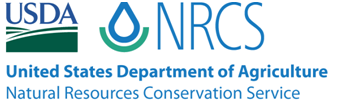 USDA NRCS
United States Department of Agriculture
Natural Resources Conservation Service